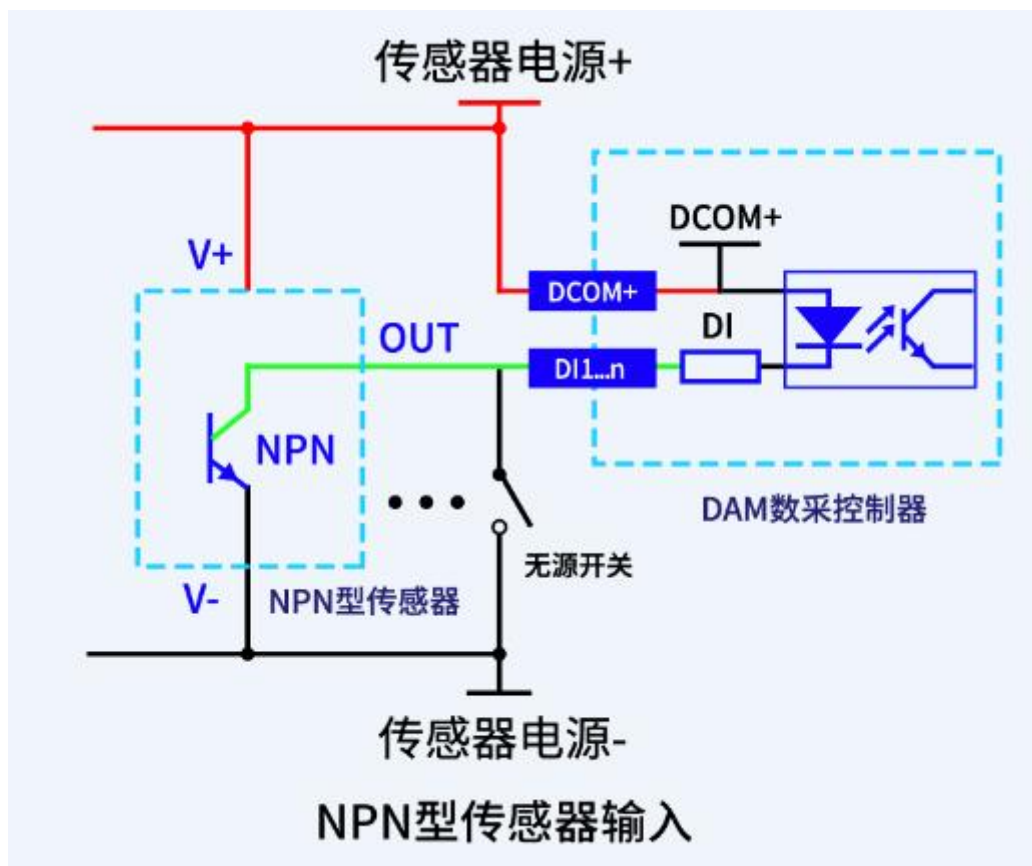 传感器电源+
DCOM+
V+
DCOM+
OUT
DI
DI1...n
NPN
DAM数采控制器
无源开关
V-
NPN型传感器
传感器电源-
NPN型传感器输入